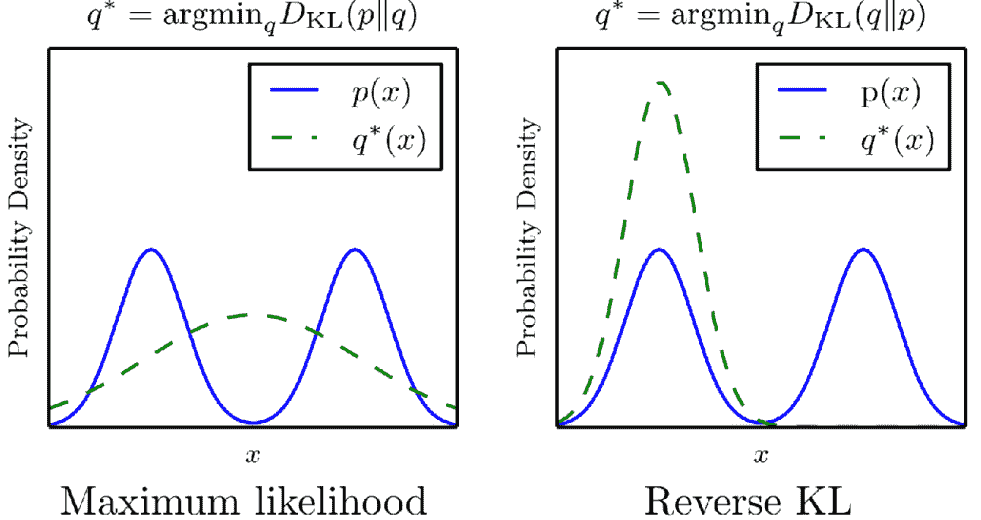 q* = argmin_q D_KL(p‖q)
p(x)
q*(x)
Probability Density
x
Maximum likelihood
q* = argmin_q D_KL(q‖p)
p(x)
q*(x)
Probability Density
x
Reverse KL